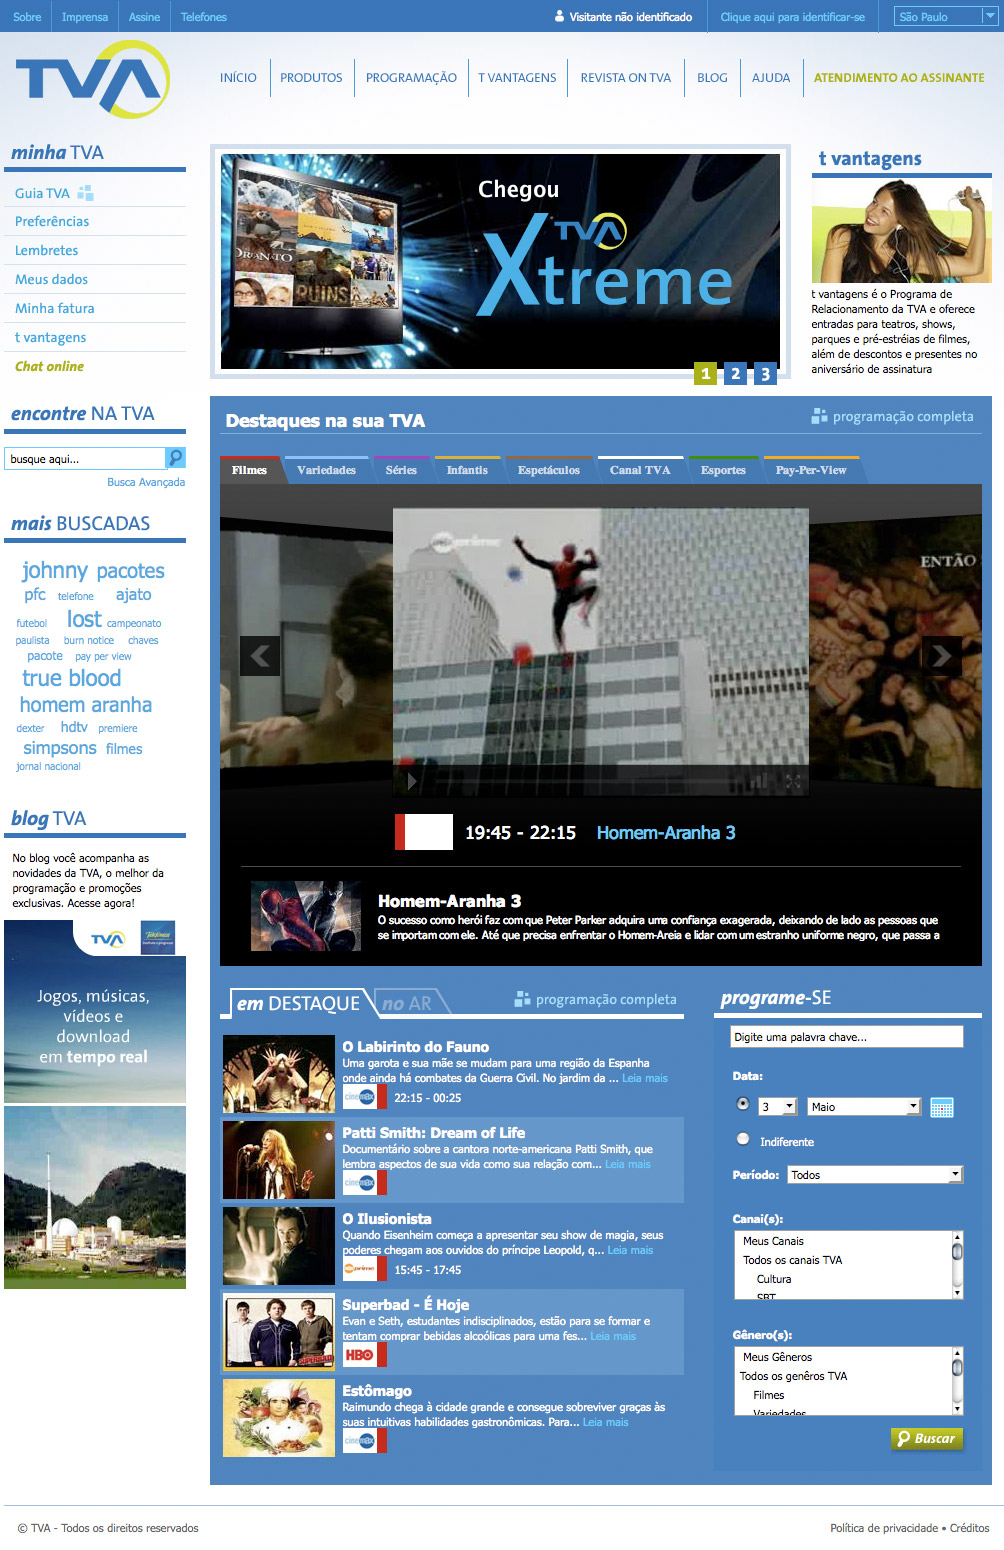 Sobre
Imprensa
Assine
Telefones
Visitante não identificado
Clique aqui para identificar-se
São Paulo
TVA
INÍCIO
PRODUTOS
PROGRAMAÇÃO
T VANTAGENS
REVISTA ON TVA
BLOG
AJUDA
ATENDIMENTO AO ASSINANTE
minha TVA
Guia TVA
Preferências
Lembretes
Meus dados
Minha fatura
t vantagens
Chat online
encontre NA TVA
busque aqui...
Busca Avançada
mais BUSCADAS
johnny pacotes
pfc telefone ajato
futebol lost campeonato
paulista burn notice chaves
pacote pay per view
true blood
homem aranha
dexter hdtv premiere
simpsons filmes
jornal nacional
blog TVA
No blog você acompanha as
novidades da TVA, o melhor da
programação e promoções
exclusivas. Acesse agora!
TVA
Telefônica
Jogos, músicas,
vídeos e
download
em tempo real
RUINS
Chegou
TVA
Xtreme
1 2 3
t vantagens
t vantagens é o Programa de
Relacionamento da TVA e oferece
entradas para teatros, shows,
parques e pré-estréias de filmes,
além de descontos e presentes no
aniversário de assinatura
Destaques na sua TVA
programação completa
Filmes
Variedades
Séries
Infantis
Espetáculos
Canal TVA
Esportes
Pay-Per-View
ENTÃO
19:45 - 22:15 Homem-Aranha 3
Homem-Aranha 3
O sucesso como herói faz com que Peter Parker adquira uma confiança exagerada, deixando de lado as pessoas que
se importam com ele. Até que precisa enfrentar o Homem-Areia e lidar com um estranho uniforme negro, que passa a
em DESTAQUE
no AR
programação completa
O Labirinto do Fauno
Uma garota e sua mãe se mudam para uma região da Espanha
onde ainda há combates da Guerra Civil. No jardim da ... Leia mais
cinemax
22:15 - 00:25
Patti Smith: Dream of Life
Documentário sobre a cantora norte-americana Patti Smith, que
lembra aspectos de sua vida como sua relação com... Leia mais
cinemax
O Ilusionista
Quando Eisenheim começa a apresentar seu show de magia, seus
poderes chegam aos ouvidos do príncipe Leopold, q... Leia mais
prime
15:45 - 17:45
Superbad - É Hoje
Evan e Seth, estudantes indisciplinados, estão para se formar e
tentam comprar bebidas alcoólicas para uma fes... Leia mais
HBO
Estômago
Raimundo chega à cidade grande e consegue sobreviver graças às
suas intuitivas habilidades gastronômicas. Para... Leia mais
cinemax
programe-SE
Digite uma palavra chave...
Data:
3
Maio
Indiferente
Período:
Todos
Canai(s):
Meus Canais
Todos os canais TVA
Cultura
SBT
Gênero(s):
Meus Gêneros
Todos os genêros TVA
Filmes
Variedades
Buscar
© TVA - Todos os direitos reservados
Política de privacidade • Créditos